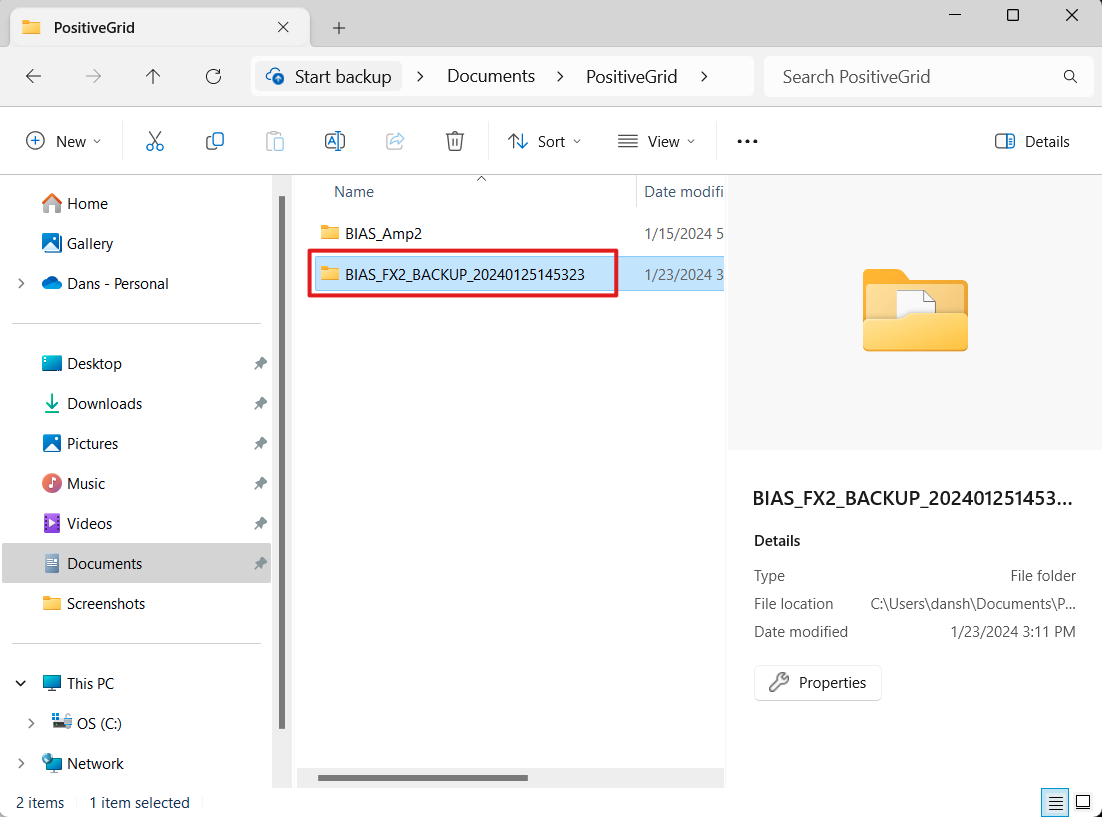 PositiveGrid
Start backup > Documents > PositiveGrid >
Search PositiveGrid
New
Sort
View
Details
Home
Gallery
Dans - Personal
Desktop
Downloads
Pictures
Music
Videos
Documents
Screenshots
This PC
OS (C:)
Network
Name Date modifi
BIAS_Amp2 1/15/2024 5
BIAS_FX2_BACKUP_20240125145323 1/23/2024 3
BIAS_FX2_BACKUP_202401251453...
Details
Type File folder
File location C:\Users\dansh\Documents\P...
Date modified 1/23/2024 3:11 PM
Properties
2 items 1 item selected